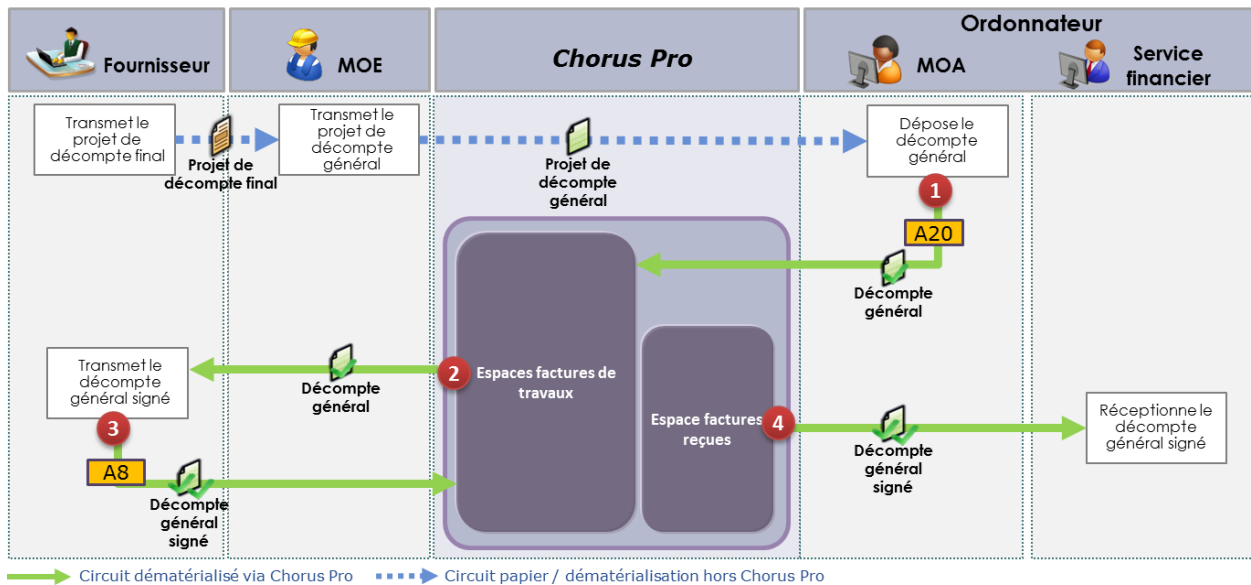 Fournisseur
MOE
Chorus Pro
Ordonnateur
MOA
Service
financier
Transmet le
projet de
décompte final
Projet de
décompte final
Transmet le
projet de
décompte
général
Projet de
décompte
général
Dépose le
décompte
général
1
A20
Décompte
général
Transmet le
décompte
général signé
Décompte
général
2
Espaces factures de
travaux
Espace factures
reçues
4
Décompte
général
signé
Réceptionne le
décompte
général signé
3
A8
Décompte
général
signé
Circuit dématérialisé via Chorus Pro
Circuit papier / dématérialisation hors Chorus Pro